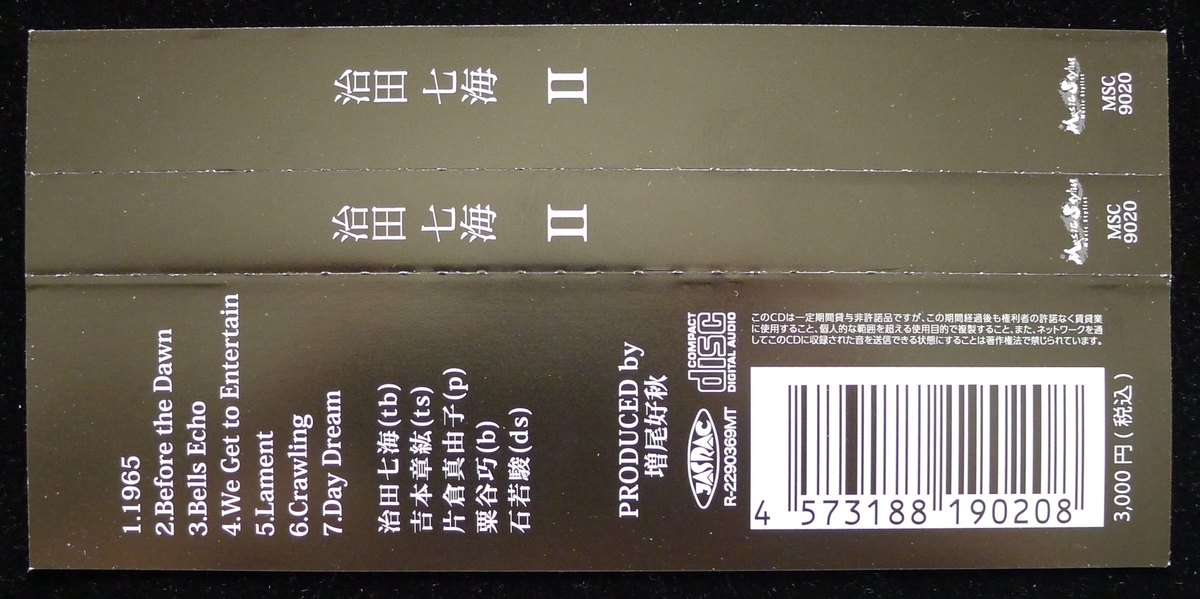 治田七海 II
Music Stylus
MSC
9020
治田七海 II
Music Stylus
MSC
9020
1.1965
2.Before the Dawn
3.Bells Echo
4.We Get to Entertain
5.Lament
6.Crawling
7.Day Dream
治田七海(tb)
吉本章紘(ts)
片倉真由子(p)
粟谷巧(b)
石若駿(ds)
PRODUCED by
増尾好秋
JASRAC
R-2290369MT
COMPACT
disc
DIGITAL AUDIO
このCDは一定期間貸与非許諾品ですが、この期間経過後も権利者の許諾なく賃貸業
に使用すること、個人的な範囲を超える使用目的で複製すること、また、ネットワークを通
してこのCDに収録された音を送信できる状態にすることは著作権法で禁じられています。
4 573188 190208
3,000円(税込)